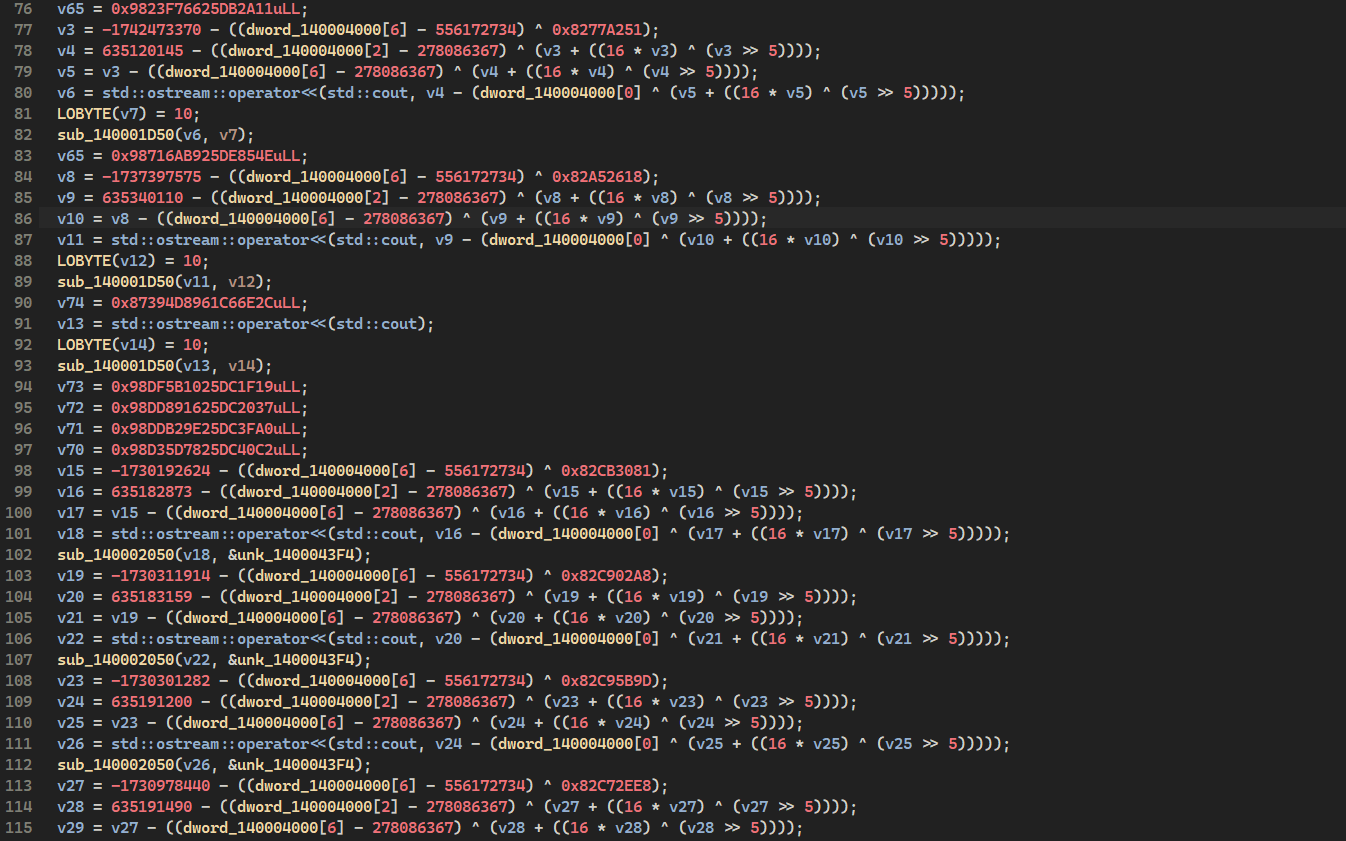 76 v65 = 0x9823F76625DB2A11uLL;
77 v3 = -1742473370 - ((dword_140004000[6] - 556172734) ^ 0x8277A251);
78 v4 = 635120145 - ((dword_140004000[2] - 278086367) ^ (v3 + ((16 * v3) ^ (v3 >> 5))));
79 v5 = v3 - ((dword_140004000[6] - 278086367) ^ (v4 + ((16 * v4) ^ (v4 >> 5))));
80 v6 = std::ostream::operator<<(std::cout, v4 - (dword_140004000[0] ^ (v5 + ((16 * v5) ^ (v5 >> 5)))));
81 LOBYTE(v7) = 10;
82 sub_140001D50(v6, v7);
83 v65 = 0x98716AB925DE854EuLL;
84 v8 = -1737397575 - ((dword_140004000[6] - 556172734) ^ 0x82A52618);
85 v9 = 635340110 - ((dword_140004000[2] - 278086367) ^ (v8 + ((16 * v8) ^ (v8 >> 5))));
86 v10 = v8 - ((dword_140004000[6] - 278086367) ^ (v9 + ((16 * v9) ^ (v9 >> 5))));
87 v11 = std::ostream::operator<<(std::cout, v9 - (dword_140004000[0] ^ (v10 + ((16 * v10) ^ (v10 >> 5)))));
88 LOBYTE(v12) = 10;
89 sub_140001D50(v11, v12);
90 v74 = 0x87394D8961C66E2CuLL;
91 v13 = std::ostream::operator<<(std::cout);
92 LOBYTE(v14) = 10;
93 sub_140001D50(v13, v14);
94 v73 = 0x98DF5B1025DC1F19uLL;
95 v72 = 0x98DD891625DC2037uLL;
96 v71 = 0x98DDB29E25DC3FA0uLL;
97 v70 = 0x98D35D7825DC40C2uLL;
98 v15 = -1730192624 - ((dword_140004000[6] - 556172734) ^ 0x82CB3081);
99 v16 = 635182873 - ((dword_140004000[2] - 278086367) ^ (v15 + ((16 * v15) ^ (v15 >> 5))));
100 v17 = v15 - ((dword_140004000[6] - 278086367) ^ (v16 + ((16 * v16) ^ (v16 >> 5))));
101 v18 = std::ostream::operator<<(std::cout, v16 - (dword_140004000[0] ^ (v17 + ((16 * v17) ^ (v17 >> 5)))));
102 sub_140002050(v18, &unk_1400043F4);
103 v19 = -1730311914 - ((dword_140004000[6] - 556172734) ^ 0x82C902A8);
104 v20 = 635183159 - ((dword_140004000[2] - 278086367) ^ (v19 + ((16 * v19) ^ (v19 >> 5))));
105 v21 = v19 - ((dword_140004000[6] - 278086367) ^ (v20 + ((16 * v20) ^ (v20 >> 5))));
106 v22 = std::ostream::operator<<(std::cout, v20 - (dword_140004000[0] ^ (v21 + ((16 * v21) ^ (v21 >> 5)))));
107 sub_140002050(v22, &unk_1400043F4);
108 v23 = -1730301282 - ((dword_140004000[6] - 556172734) ^ 0x82C95B9D);
109 v24 = 635191200 - ((dword_140004000[2] - 278086367) ^ (v23 + ((16 * v23) ^ (v23 >> 5))));
110 v25 = v23 - ((dword_140004000[6] - 278086367) ^ (v24 + ((16 * v24) ^ (v24 >> 5))));
111 v26 = std::ostream::operator<<(std::cout, v24 - (dword_140004000[0] ^ (v25 + ((16 * v25) ^ (v25 >> 5)))));
112 sub_140002050(v26, &unk_1400043F4);
113 v27 = -1730978440 - ((dword_140004000[6] - 556172734) ^ 0x82C72EE8);
114 v28 = 635191490 - ((dword_140004000[2] - 278086367) ^ (v27 + ((16 * v27) ^ (v27 >> 5))));
115 v29 = v27 - ((dword_140004000[6] - 278086367) ^ (v28 + ((16 * v28) ^ (v28 >> 5))));